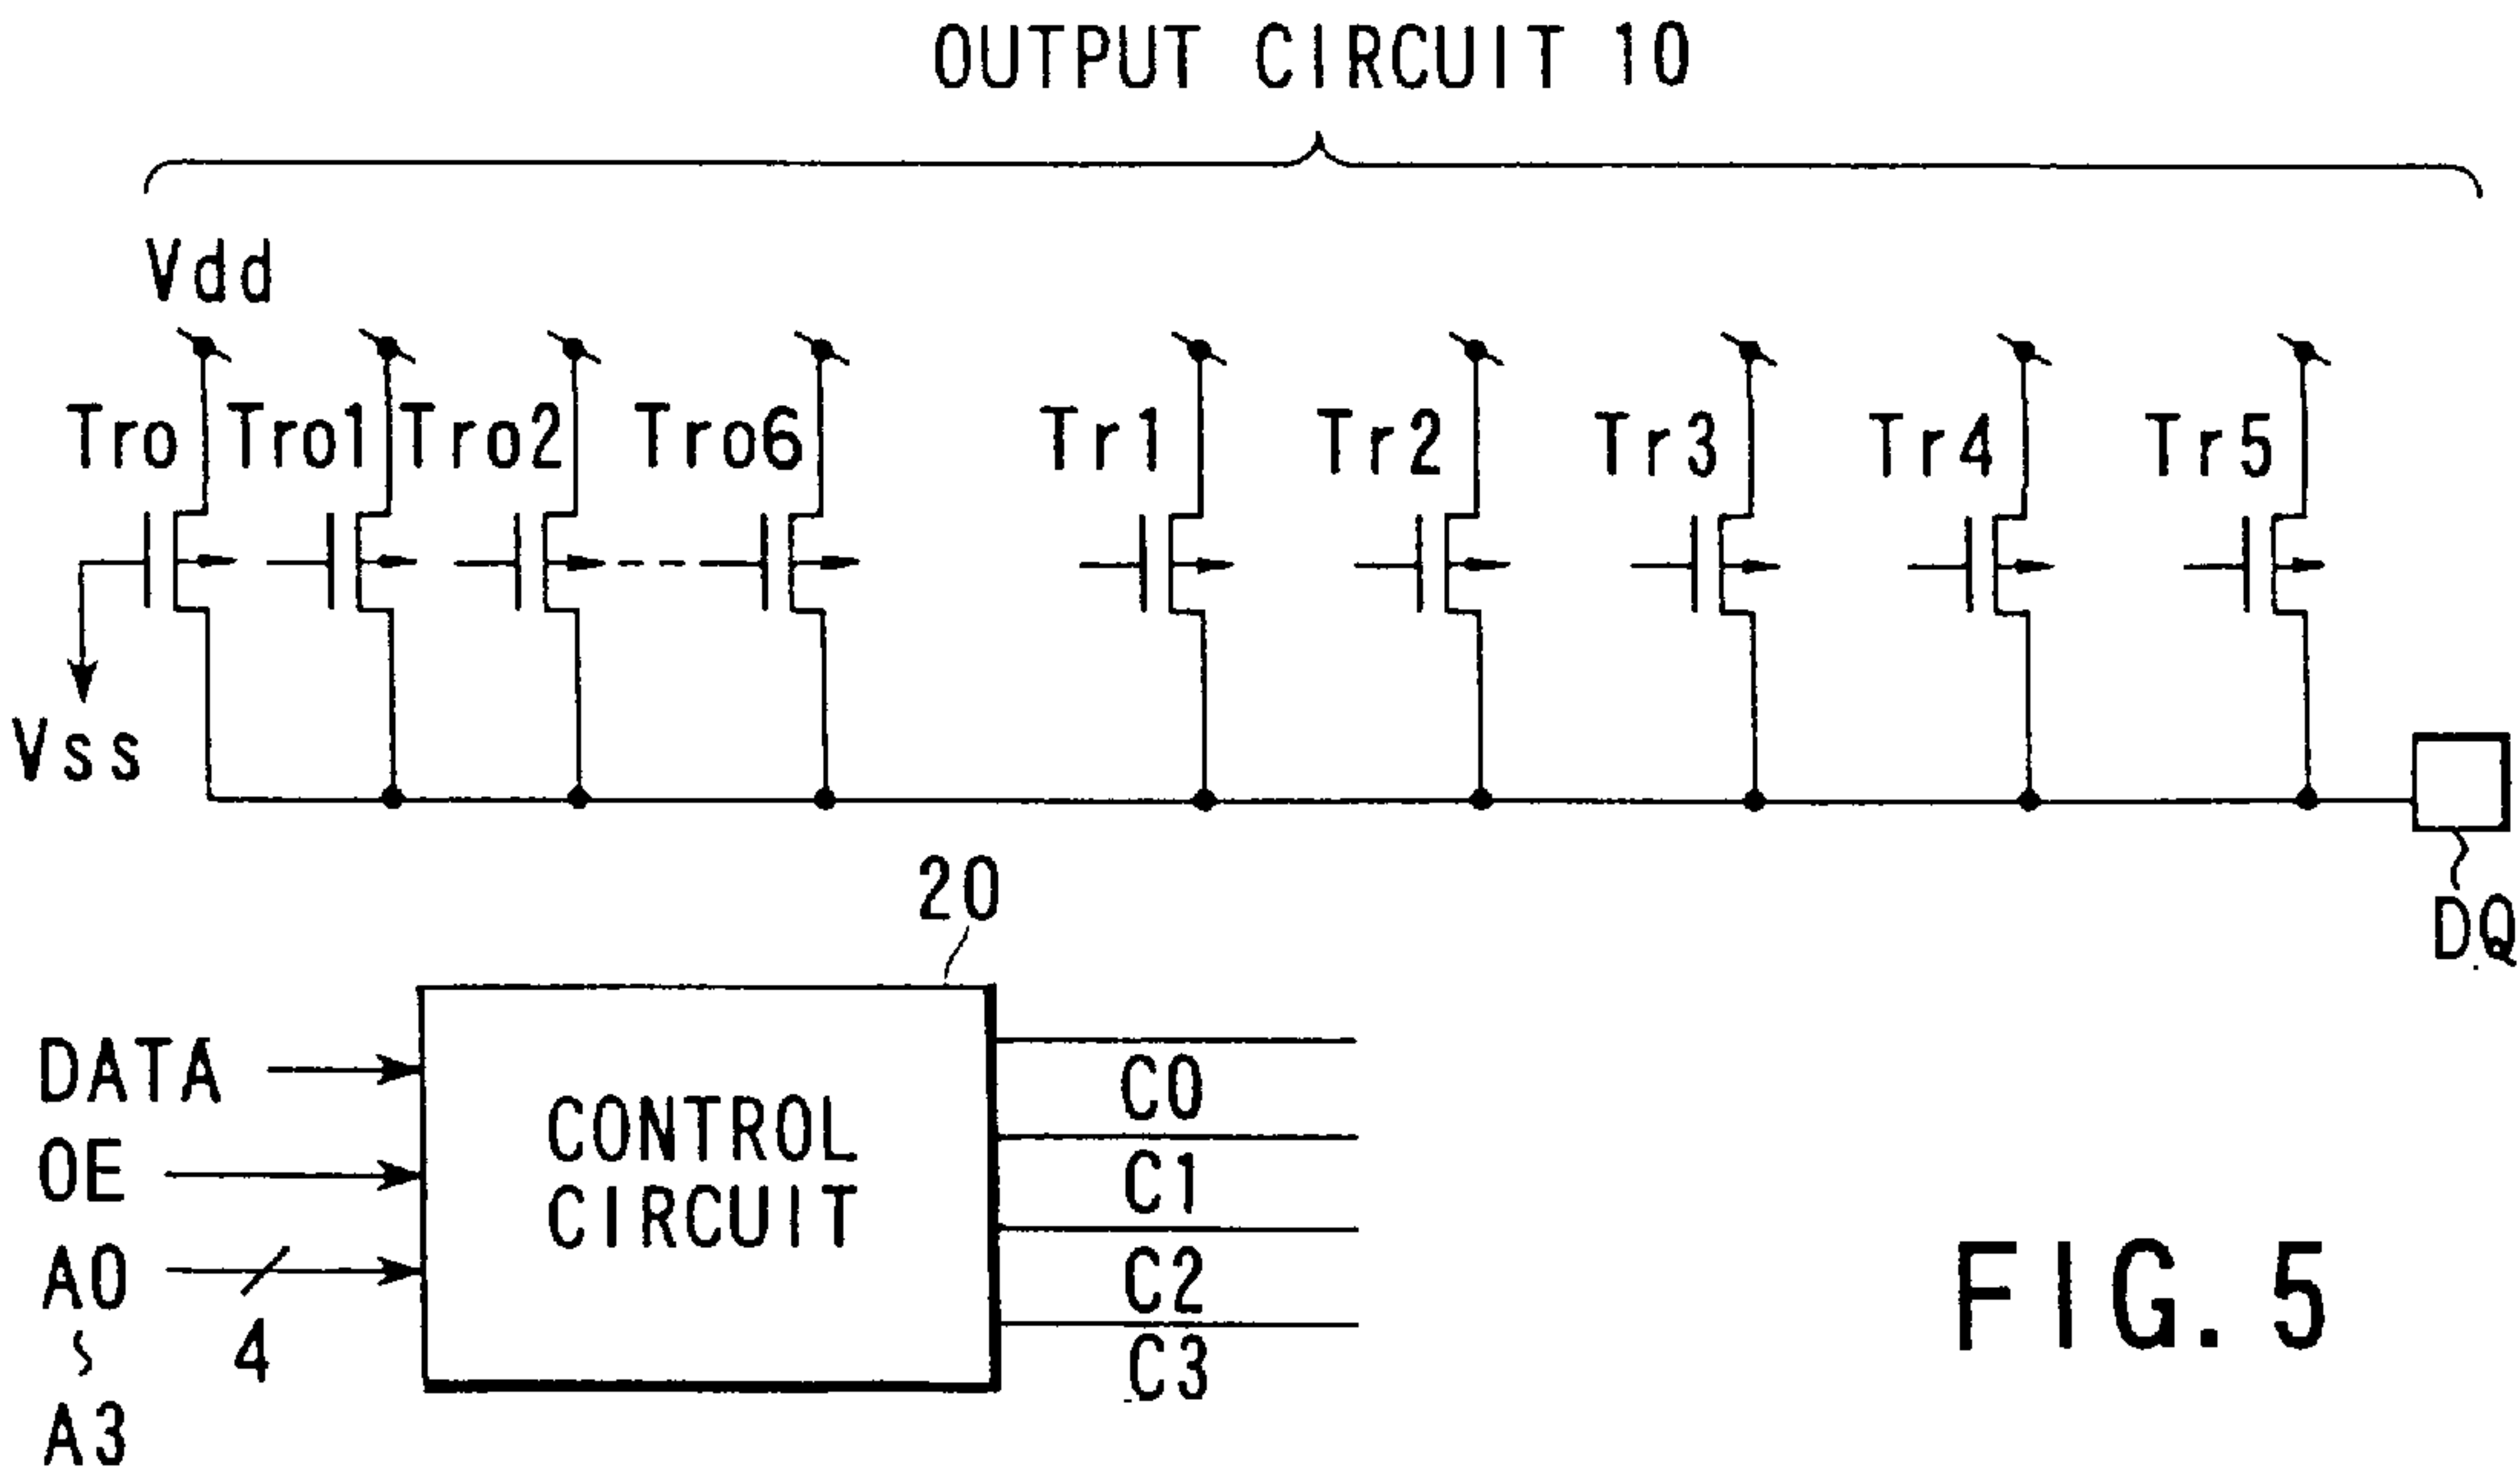 OUTPUT CIRCUIT 10
Vdd
Tro Tro1 Tro2 Tro6 Tr1 Tr2 Tr3 Tr4 Tr5
Vss
DQ
20
DATA
OE
A0
A3
4
CONTROL
CIRCUIT
C0
C1
C2
C3
FIG. 5